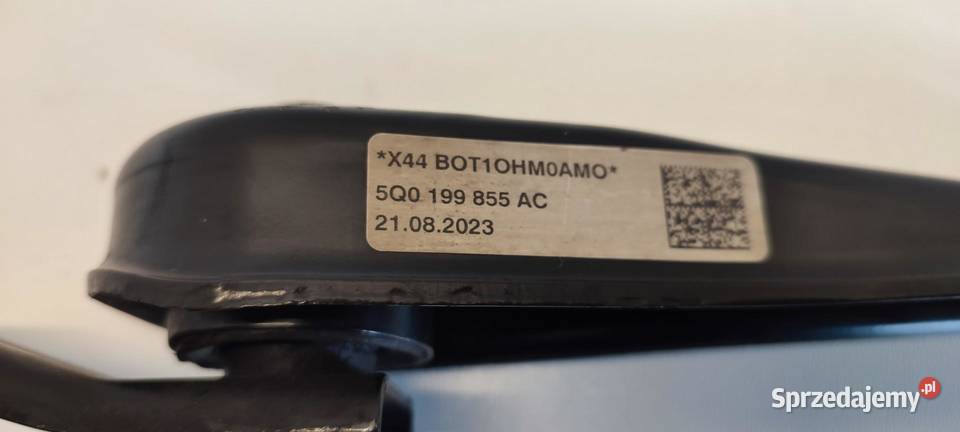 *X44 BOT1OHM0AMO*
5Q0 199 855 AC
21.08.2023
Sprzedajemy.pl